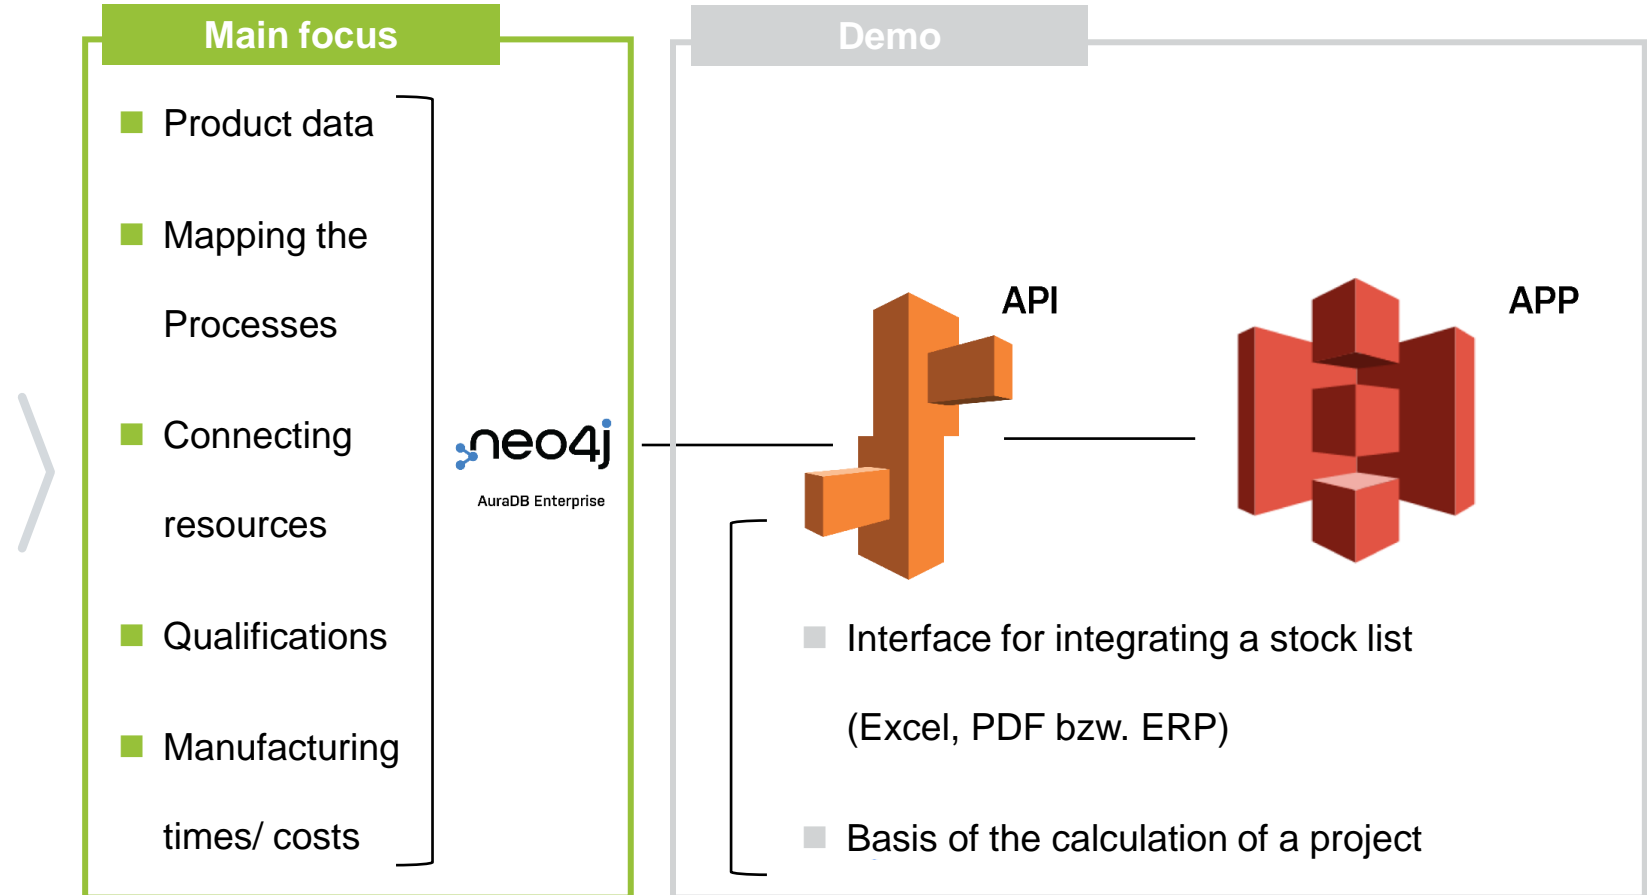 Main focus
Product data
Mapping the
Processes
Connecting
resources
Qualifications
Manufacturing
times/ costs
neo4j
AuraDB Enterprise
Demo
API
APP
Interface for integrating a stock list
(Excel, PDF bzw. ERP)
Basis of the calculation of a project